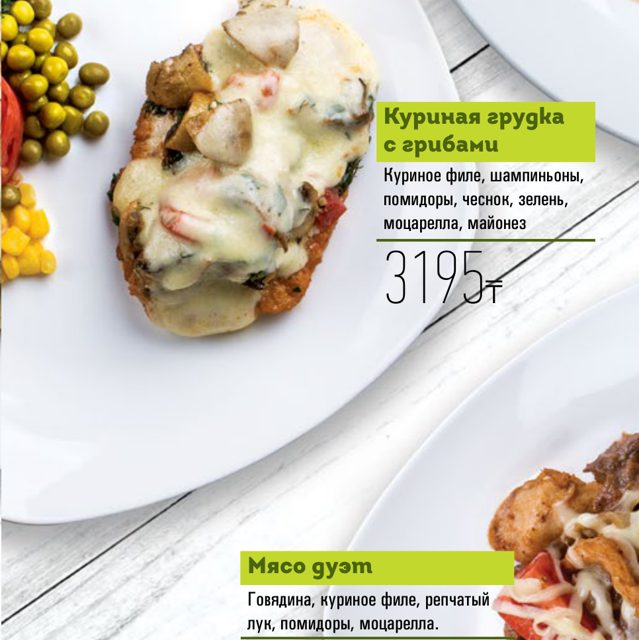 Куриная грудка
с грибами
Куриное филе, шампиньоны,
помидоры, чеснок, зелень,
моцарелла, майонез
3195₸
Мясо дуэт
Говядина, куриное филе, репчатый
лук, помидоры, моцарелла.